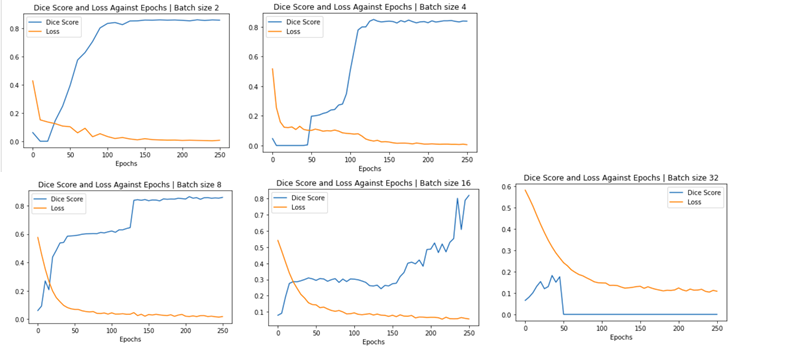 Dice Score and Loss Against Epochs | Batch size 2
Dice Score
Loss
0.8
0.6
0.4
0.2
0.0
0 50 100 150 200 250
Epochs
Dice Score and Loss Against Epochs | Batch size 4
Dice Score
Loss
0.8
0.6
0.4
0.2
0.0
0 50 100 150 200 250
Epochs
Dice Score and Loss Against Epochs | Batch size 8
Dice Score
Loss
0.8
0.6
0.4
0.2
0.0
0 50 100 150 200 250
Epochs
Dice Score and Loss Against Epochs | Batch size 16
Dice Score
Loss
0.8
0.7
0.6
0.5
0.4
0.3
0.2
0.1
0 50 100 150 200 250
Epochs
Dice Score and Loss Against Epochs | Batch size 32
Dice Score
Loss
0.6
0.5
0.4
0.3
0.2
0.1
0.0
0 50 100 150 200 250
Epochs